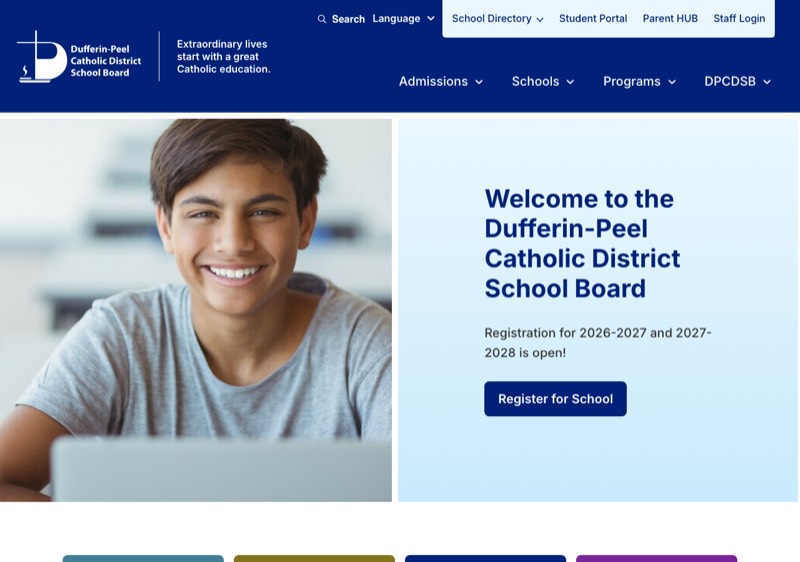 Search
Language
School Directory
Student Portal
Parent HUB
Staff Login
Dufferin-Peel
Catholic District
School Board
Extraordinary lives
start with a great
Catholic education.
Admissions
Schools
Programs
DPCDSB
Welcome to the
Dufferin-Peel
Catholic District
School Board
Registration for 2026-2027 and 2027-
2028 is open!
Register for School